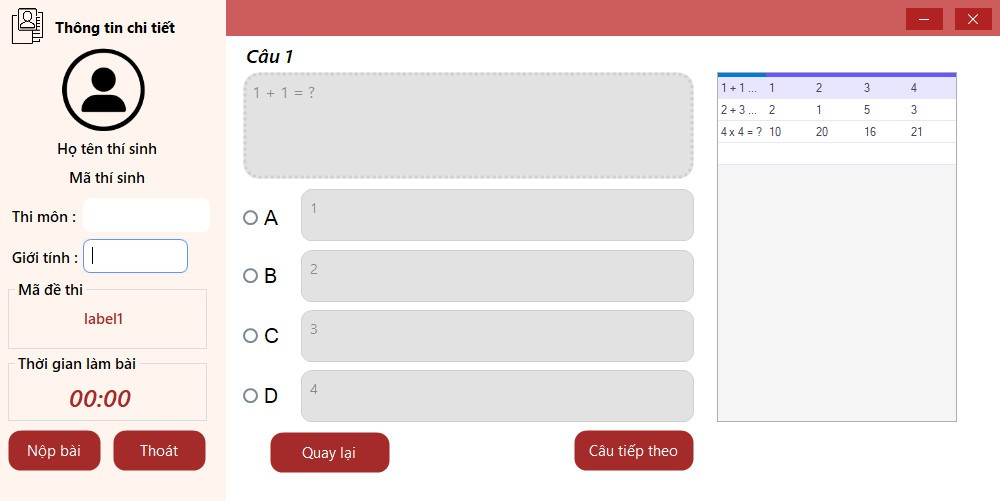 Thông tin chi tiết
Họ tên thí sinh
Mã thí sinh
Thi môn :
Giới tính :
Mã đề thi
label1
Thời gian làm bài
00:00
Nộp bài
Thoát
Câu 1
1 + 1 = ?
A
1
B
2
C
3
D
4
Quay lại
Câu tiếp theo
1 + 1 ... 1 2 3 4
2 + 3 ... 2 1 5 3
4 x 4 = ? 10 20 16 21